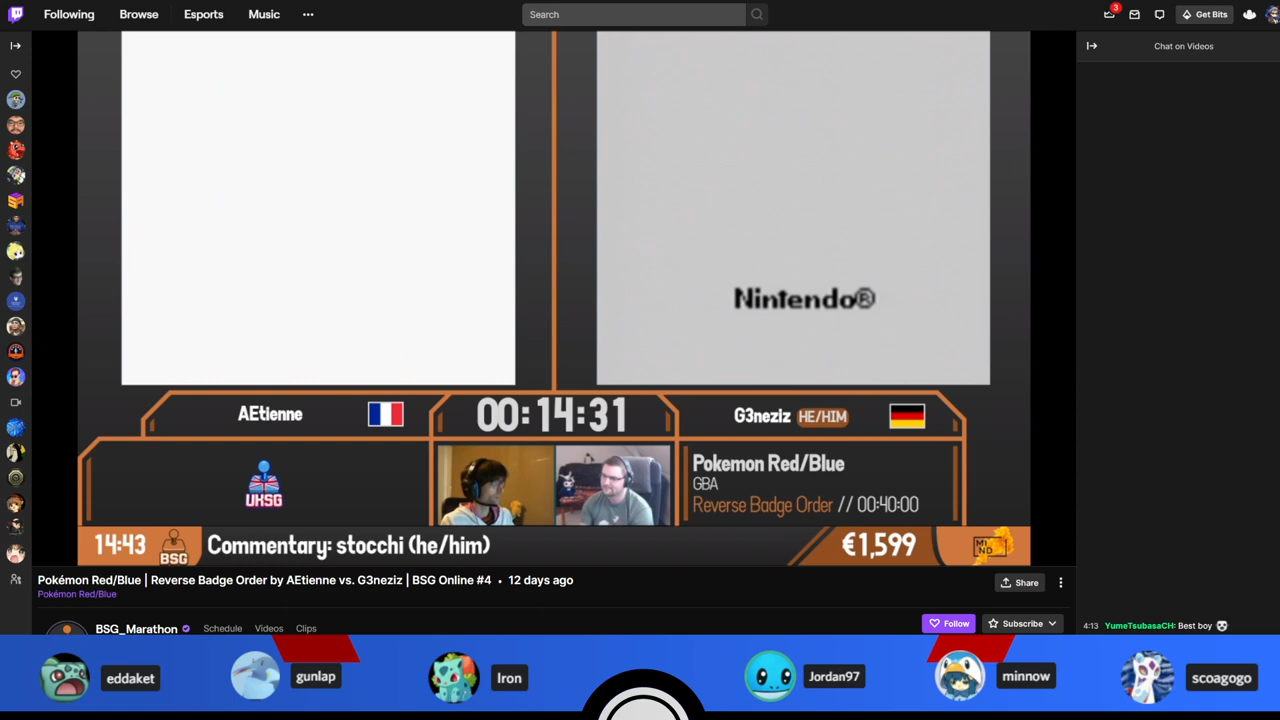 Following
Browse
Esports
Music
Search
3
Get Bits
Chat on Videos
Nintendo®
AEtienne
00:14:31
G3neziz HE/HIM
UKSG
Pokemon Red/Blue
GBA
Reverse Badge Order // 00:40:00
14:43
BSG
Commentary: stocchi (he/him)
€1,599
MIND
Pokémon Red/Blue | Reverse Badge Order by AEtienne vs. G3neziz | BSG Online #4 • 12 days ago
Share
Pokémon Red/Blue
BSG_Marathon
Schedule
Videos
Clips
Follow
Subscribe
4:13 YumeTsubasaCH: Best boy
eddaket
gunlap
Iron
Jordan97
minnow
scoagogo